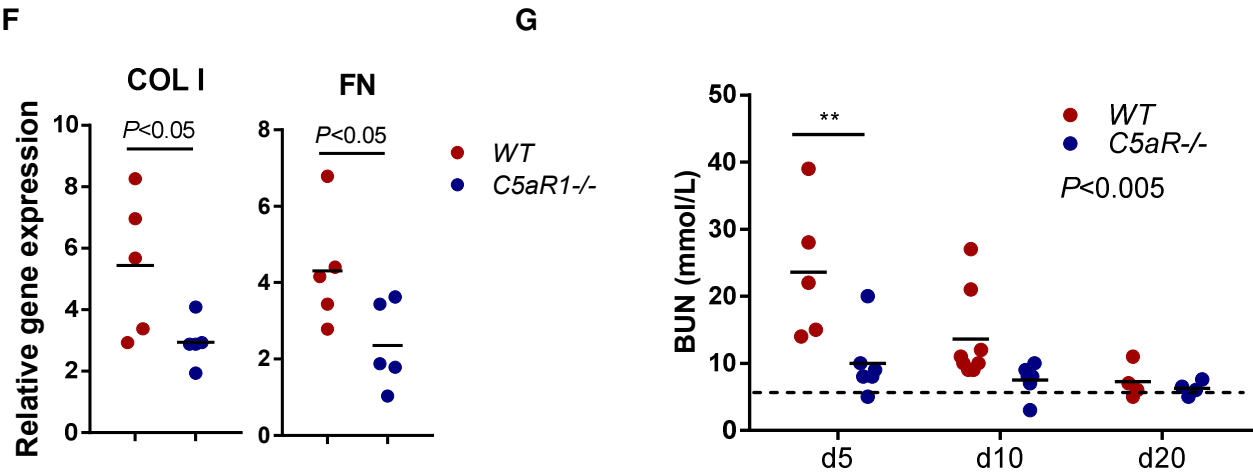 F
G
COL I
FN
Relative gene expression
P<0.05
10
8
6
4
2
0
P<0.05
8
6
4
2
0
WT
C5aR1-/-
BUN (mmol/L)
50
40
30
20
10
0
**
WT
C5aR-/-
P<0.005
d5
d10
d20